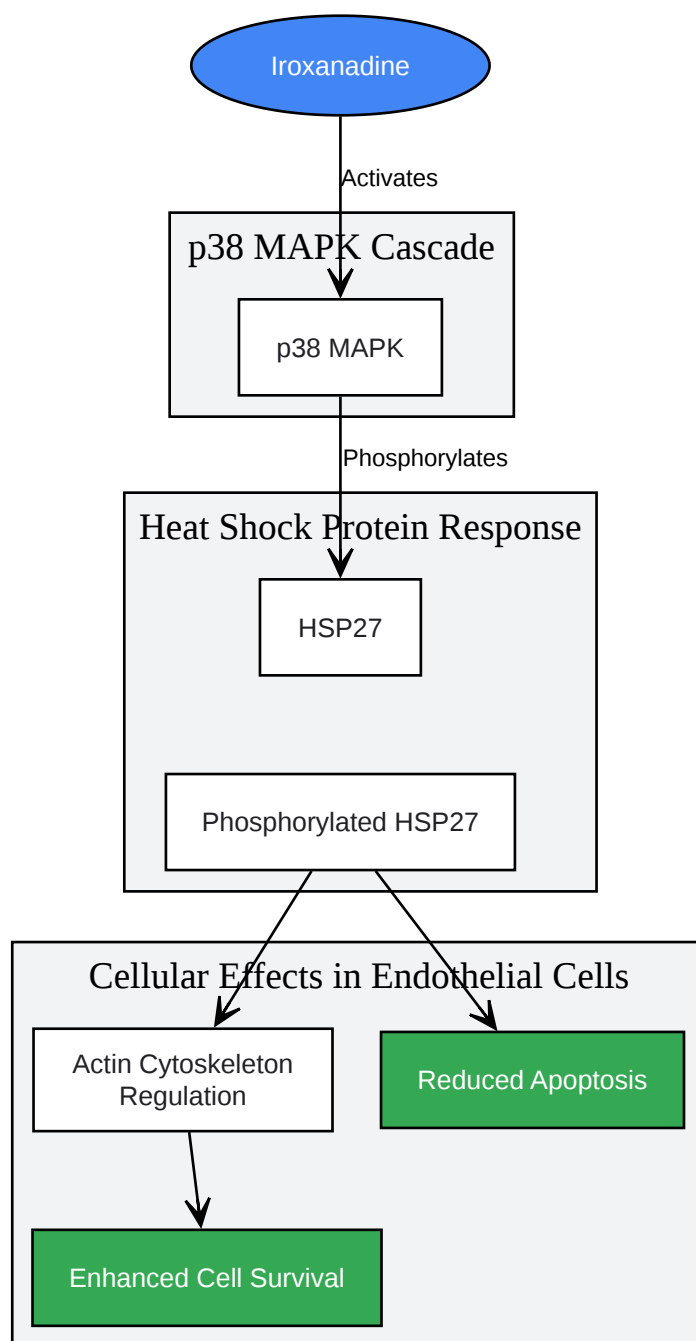 Iroxanadine
Activates
p38 MAPK Cascade
p38 MAPK
Phosphorylates
Heat Shock Protein Response
HSP27
Phosphorylated HSP27
Cellular Effects in Endothelial Cells
Actin Cytoskeleton
Regulation
Reduced Apoptosis
Enhanced Cell Survival